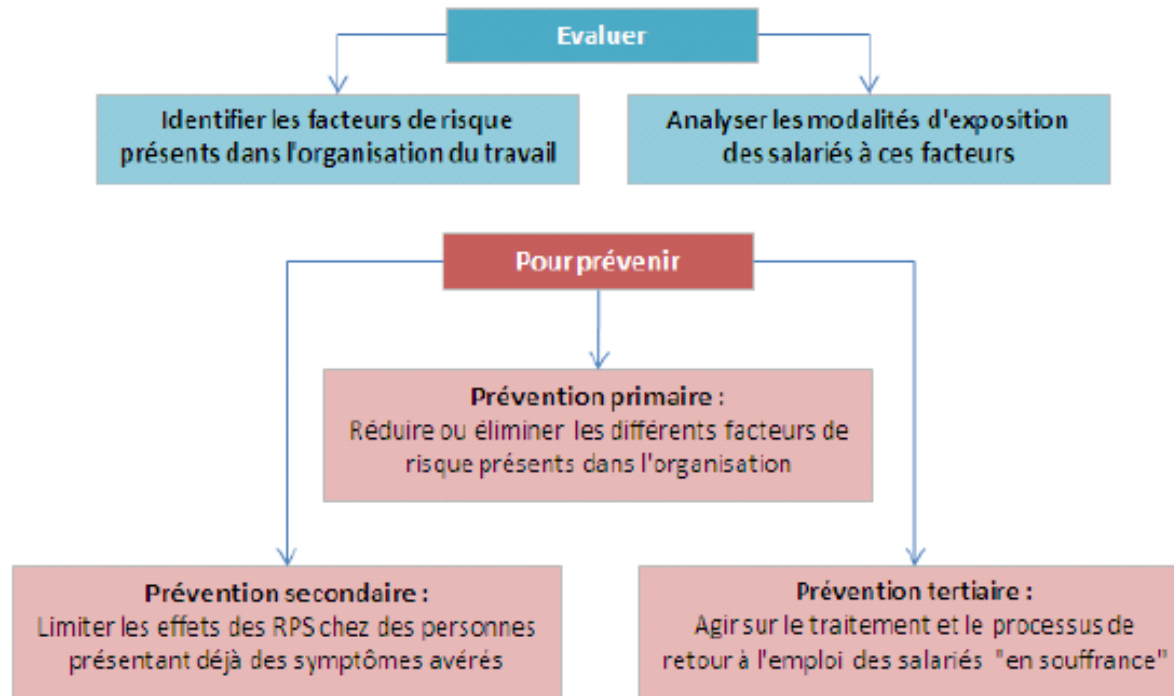 Evaluer
Identifier les facteurs de risque
présents dans l'organisation du travail
Analyser les modalités d'exposition
des salariés à ces facteurs
Pour prévenir
Prévention primaire :
Réduire ou éliminer les différents facteurs de
risque présents dans l'organisation
Prévention secondaire :
Limiter les effets des RPS chez des personnes
présentant déjà des symptômes avérés
Prévention tertiaire :
Agir sur le traitement et le processus de
retour à l'emploi des salariés "en souffrance"